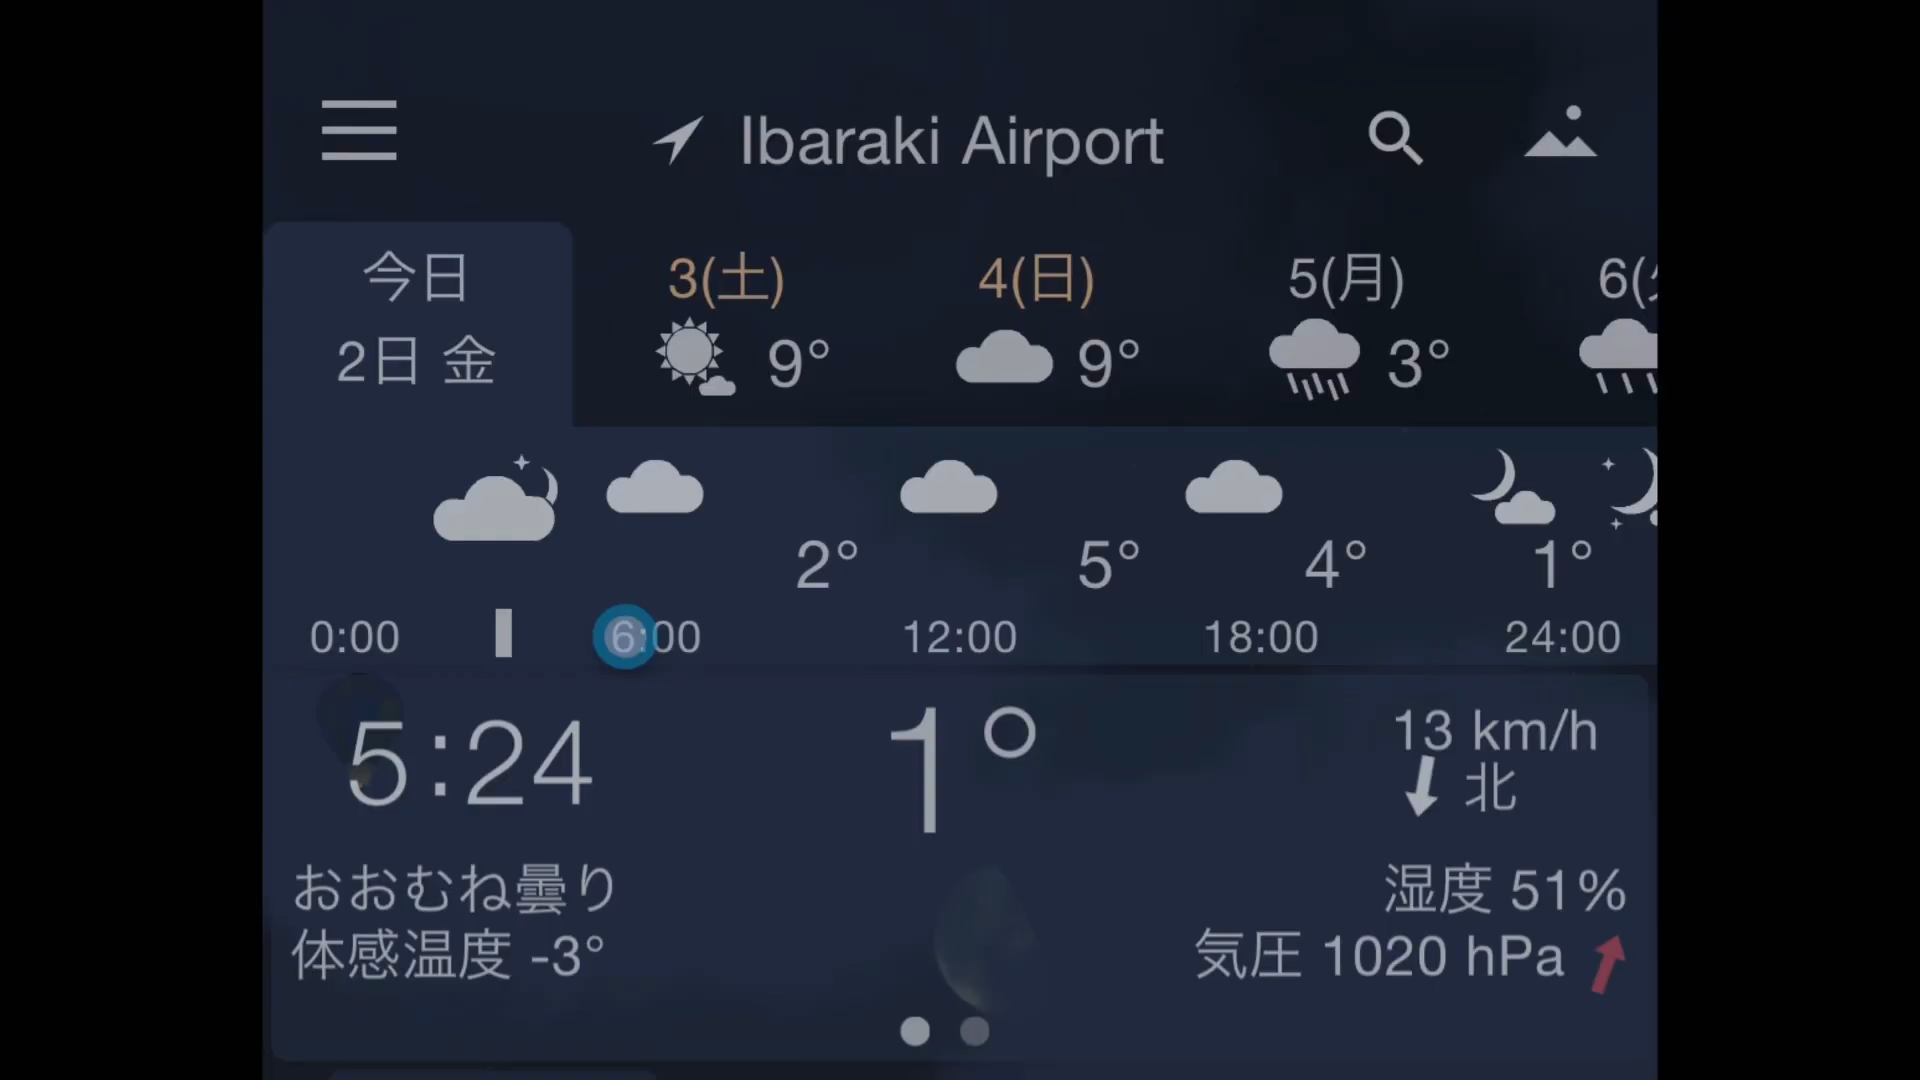 Ibaraki Airport
今日 3(土) 4(日) 5(月) 6(
2日 金 9° 9° 3°
2° 5° 4° 1°
0:00 6:00 12:00 18:00 24:00
5:24 1° 13 km/h
北
おおむね曇り 湿度 51%
体感温度 -3° 気圧 1020 hPa